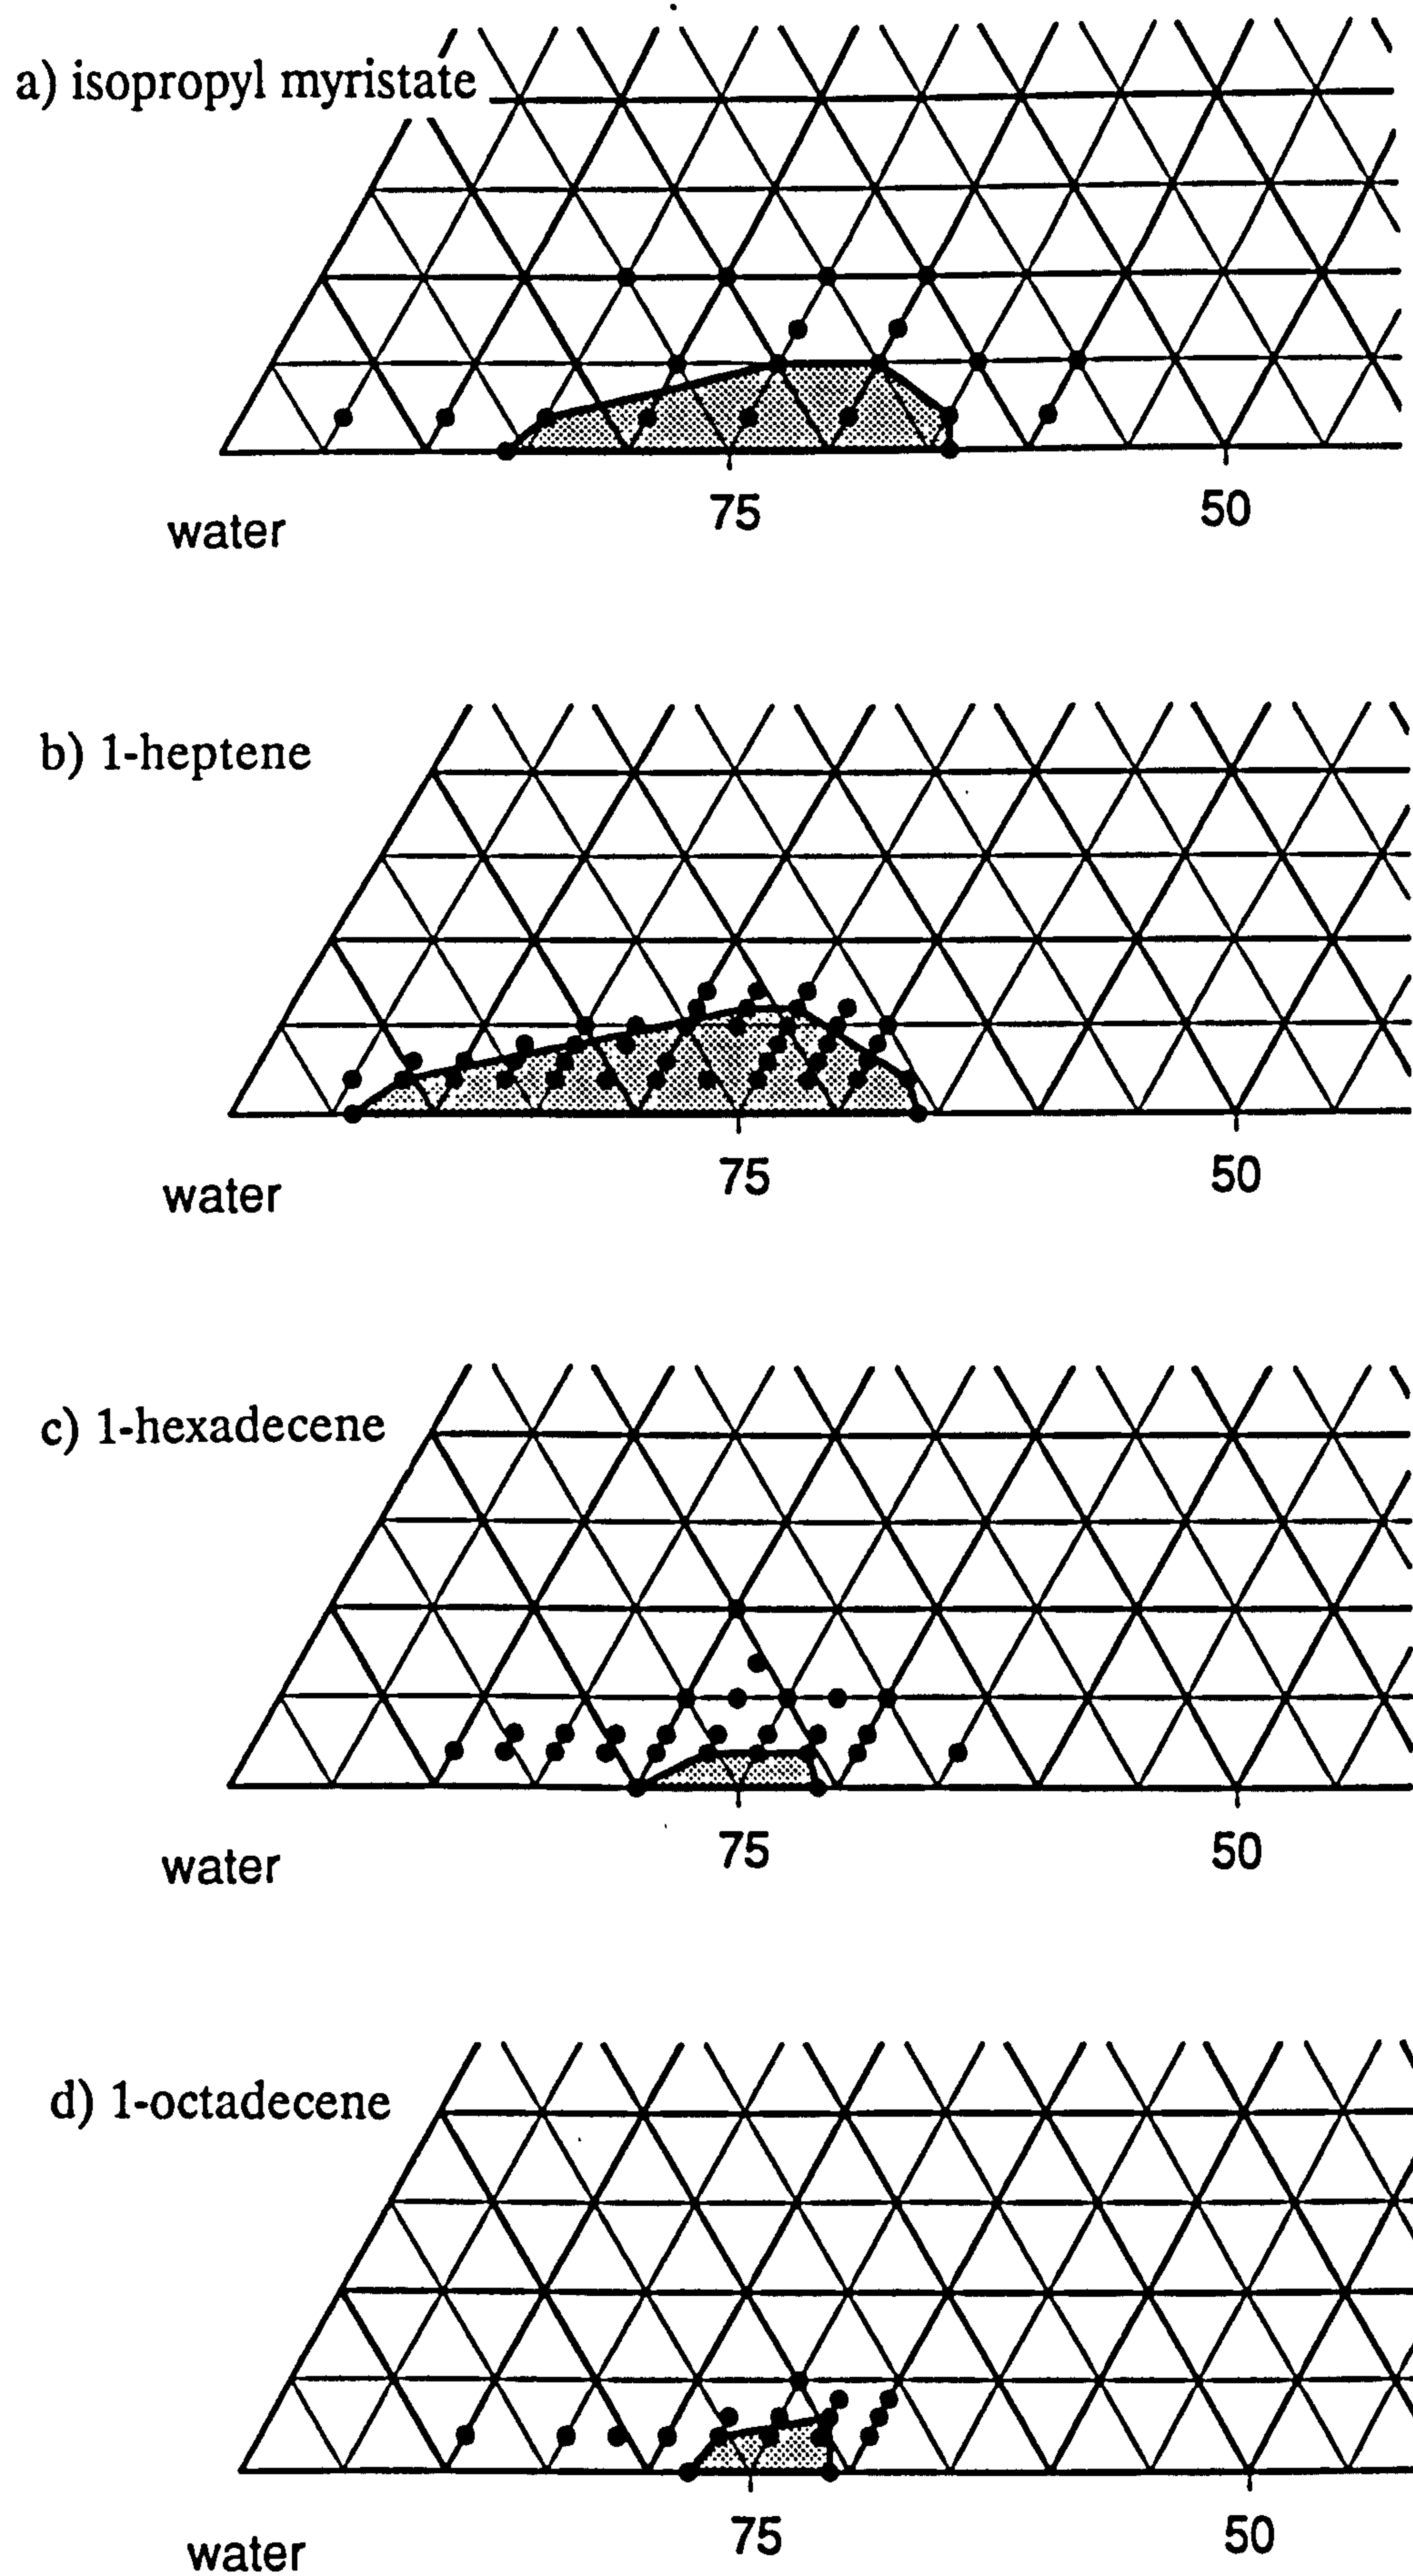 a) isopropyl myristate
75
50
water
b) 1-heptene
75
50
water
c) 1-hexadecene
75
50
water
d) 1-octadecene
75
50
water